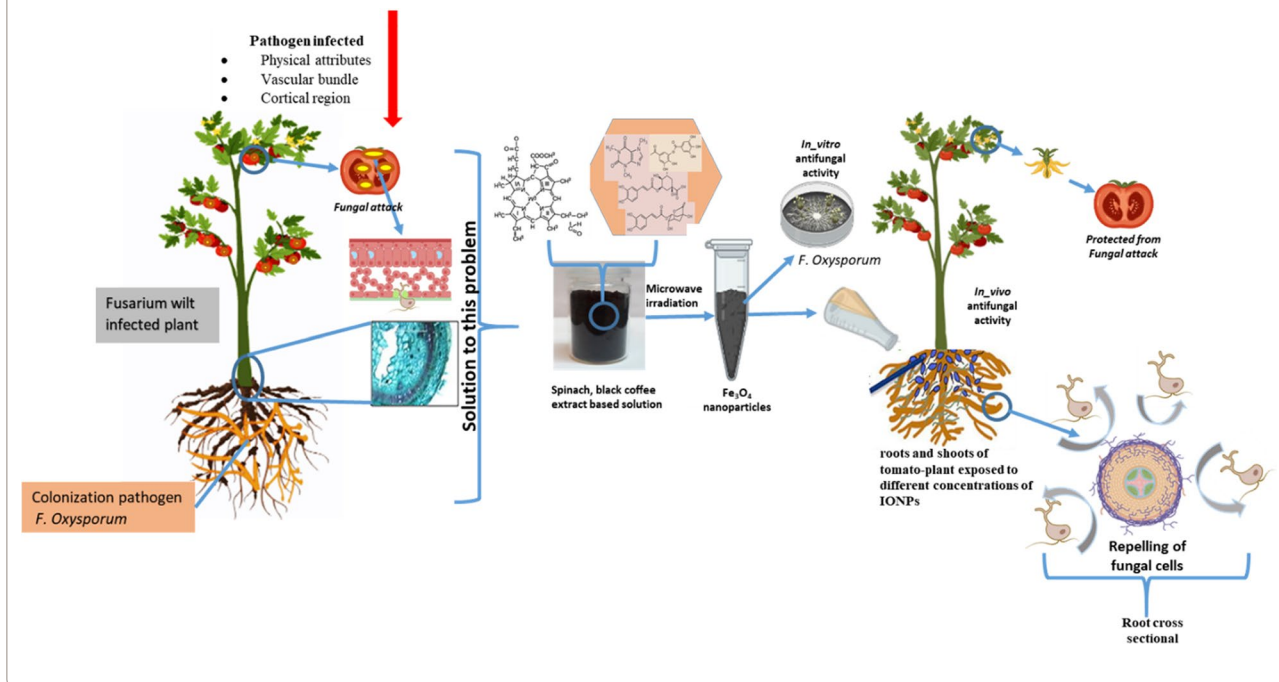 Pathogen infected
• Physical attributes
• Vascular bundle
• Cortical region
Fungal attack
Fusarium wilt
infected plant
Colonization pathogen
F. Oxysporum
Solution to this problem
Spinach, black coffee
extract based solution
Microwave
irradiation
Fe₃O₄
nanoparticles
In_vitro
antifungal
activity
F. Oxysporum
In_vivo
antifungal
activity
Protected from
Fungal attack
roots and shoots of
tomato-plant exposed to
different concentrations of
IONPs
Repelling of
fungal cells
Root cross
sectional